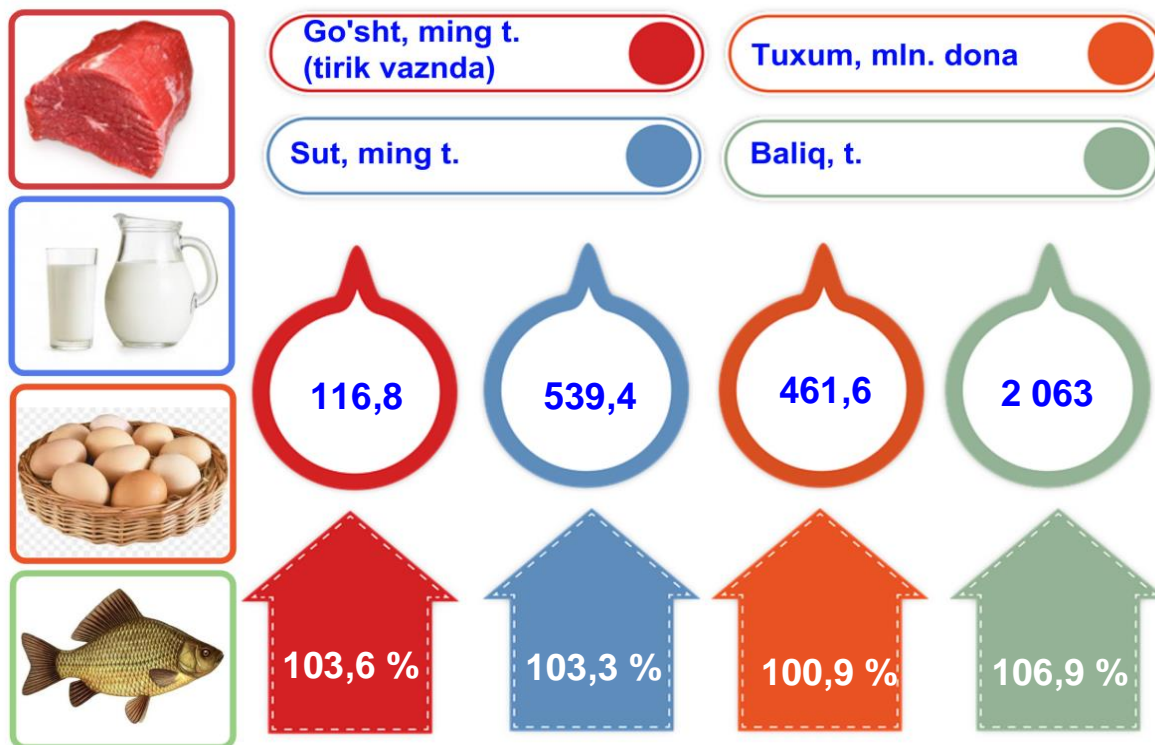 Go'sht, ming t.
(tirik vaznda)
Tuxum, mln. dona
Sut, ming t.
Baliq, t.
116,8
539,4
461,6
2 063
103,6 %
103,3 %
100,9 %
106,9 %